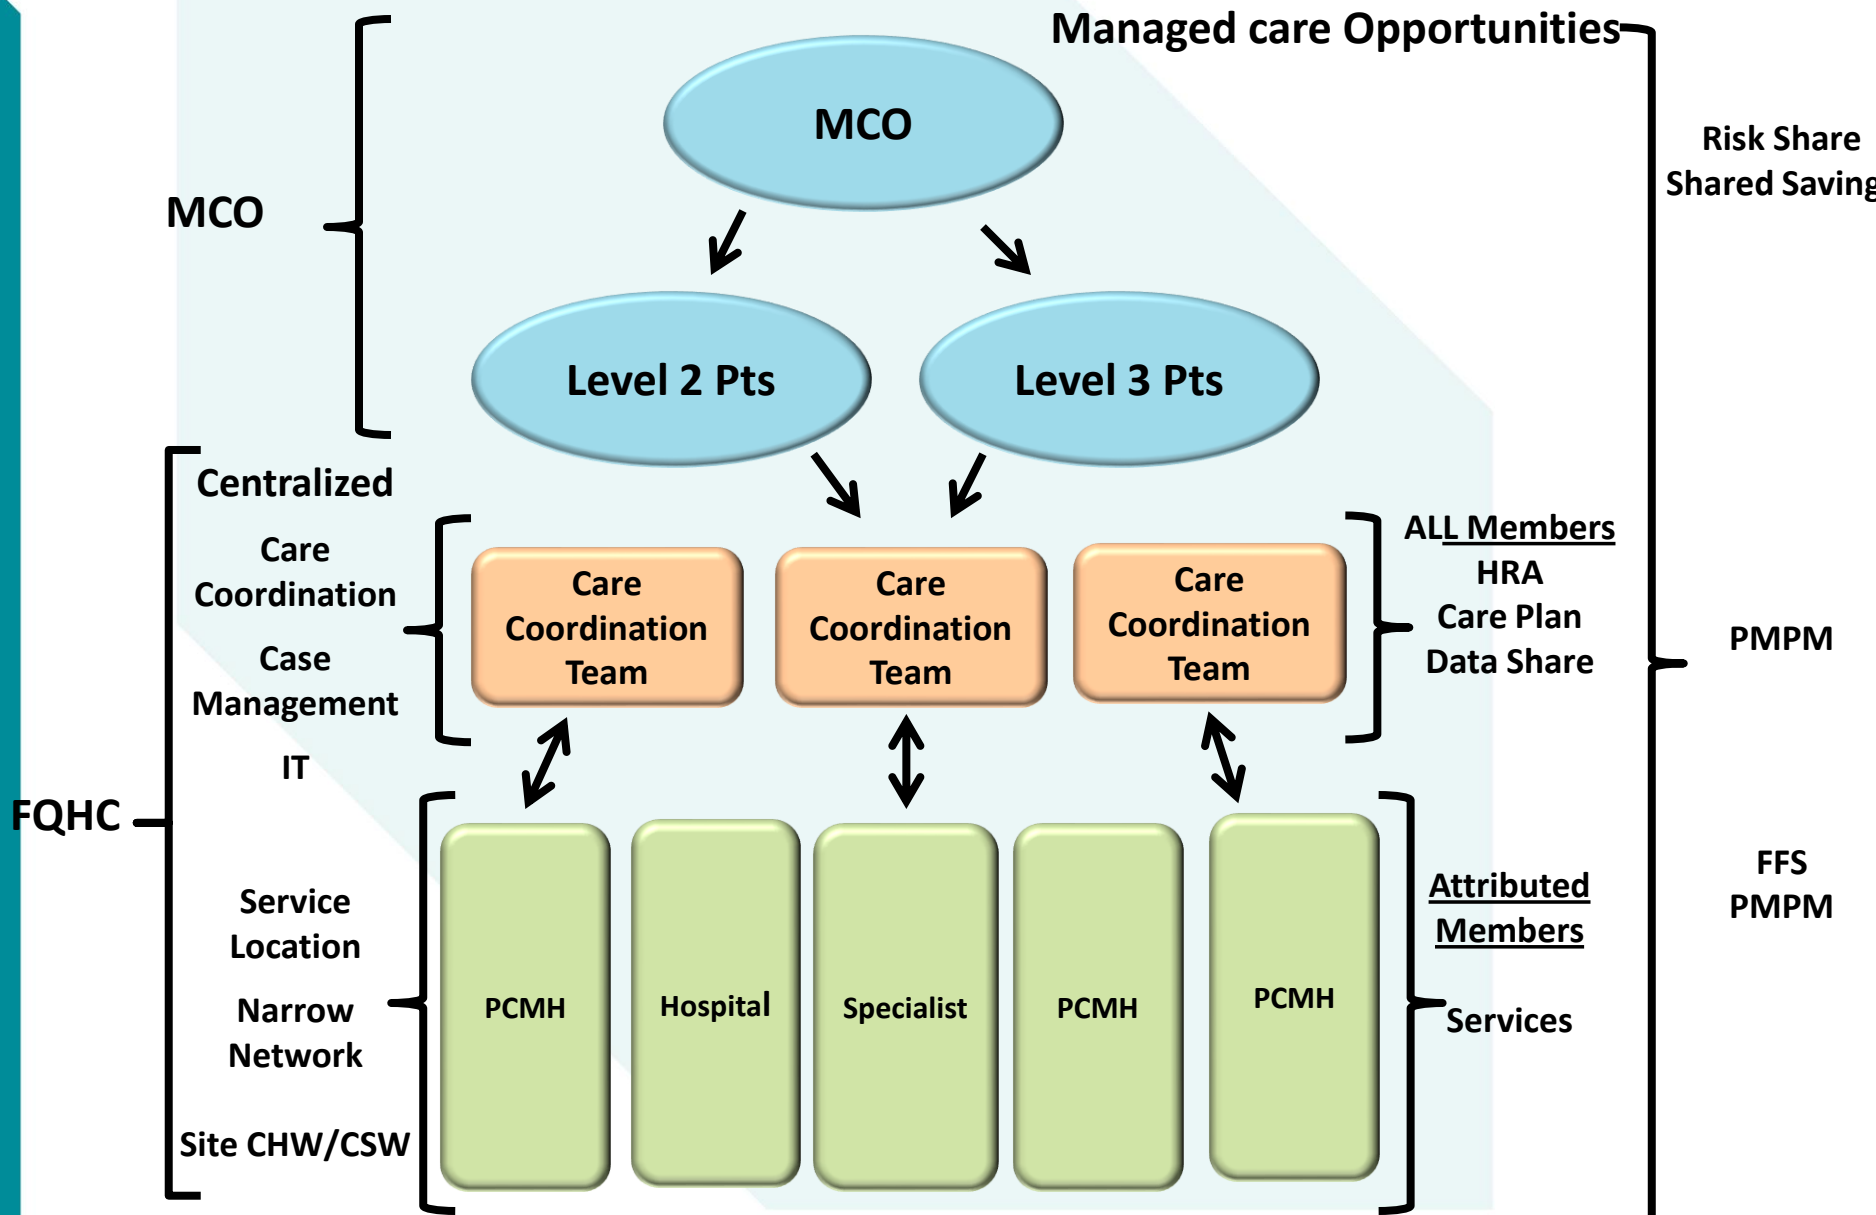 Managed care Opportunities
MCO
Risk Share
Shared Saving
MCO
Level 2 Pts
Level 3 Pts
Centralized
Care
Coordination
Case
Management
IT
Care
Coordination
Team
Care
Coordination
Team
Care
Coordination
Team
ALL Members
HRA
Care Plan
Data Share
PMPM
FQHC
Service
Location
Narrow
Network
Site CHW/CSW
PCMH
Hospital
Specialist
PCMH
PCMH
Attributed
Members
Services
FFS
PMPM